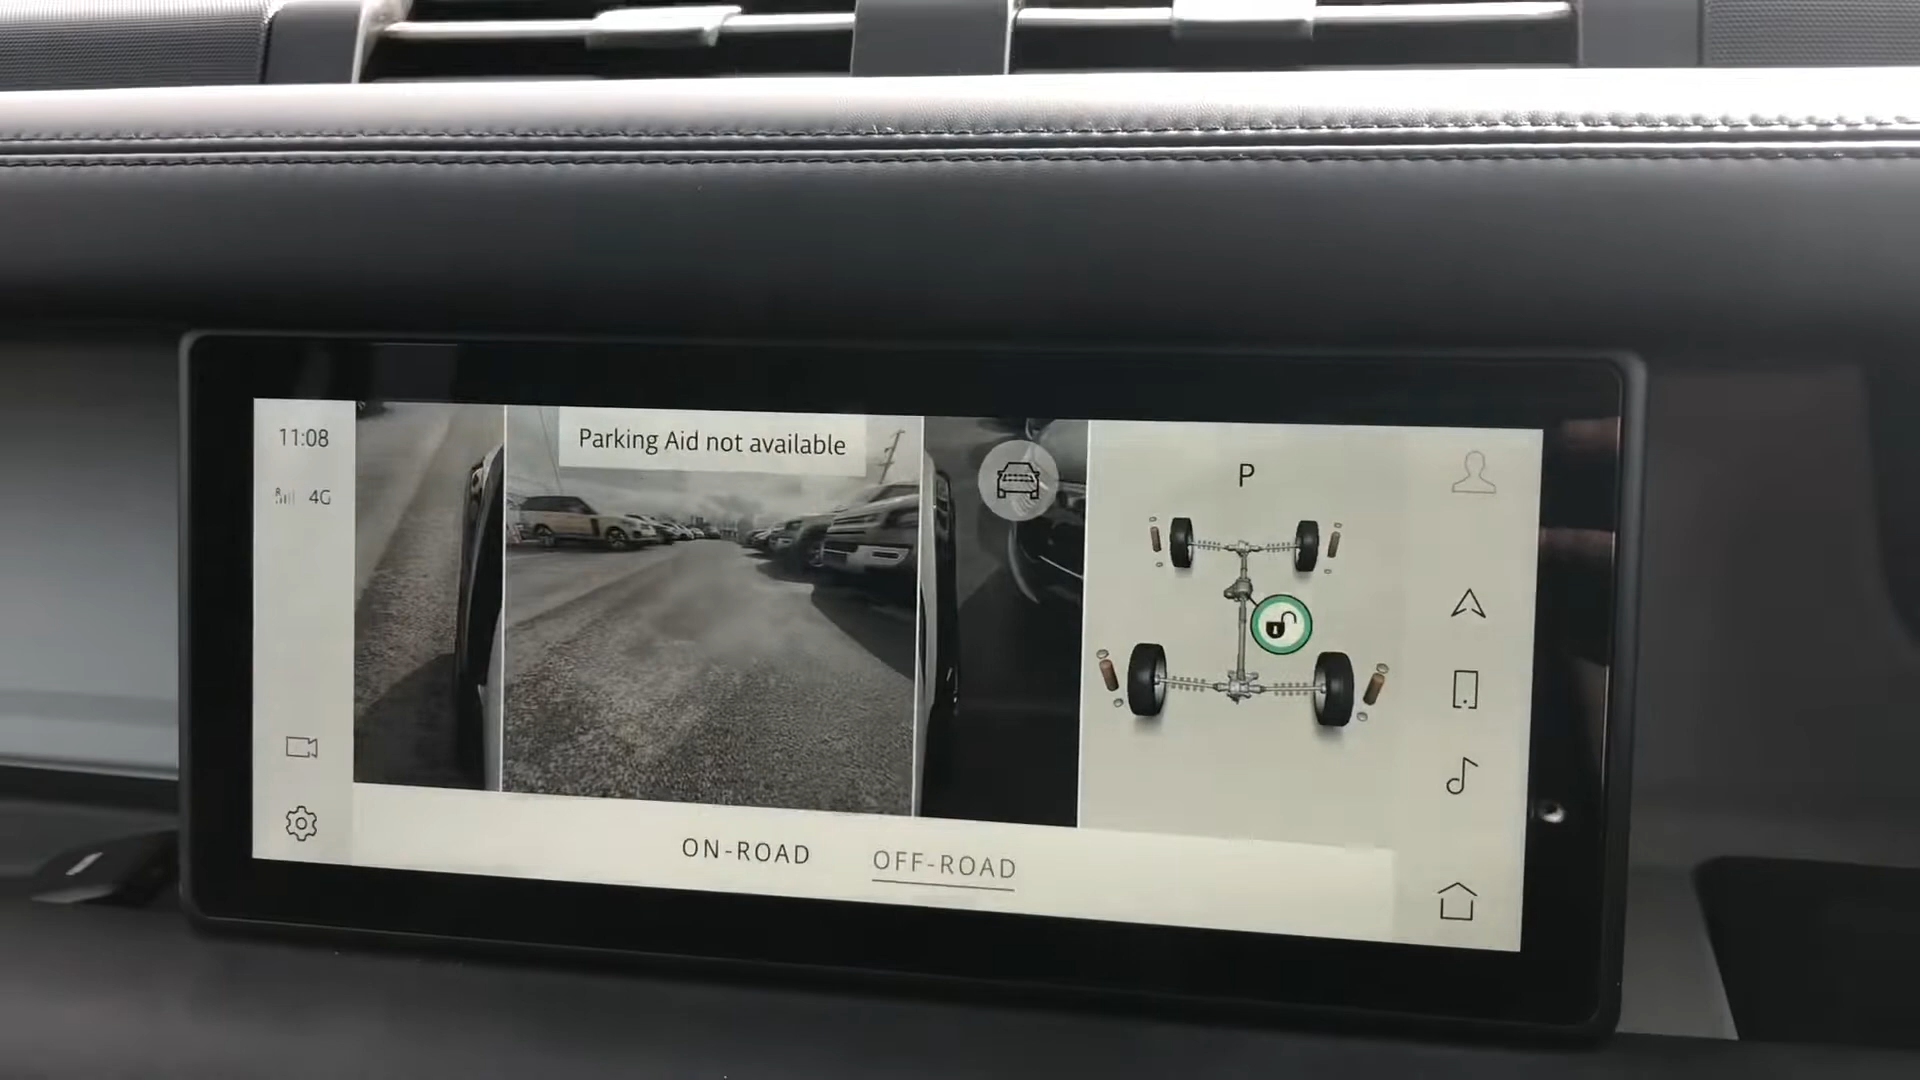 11:08
4G
Parking Aid not available
P
ON-ROAD
OFF-ROAD